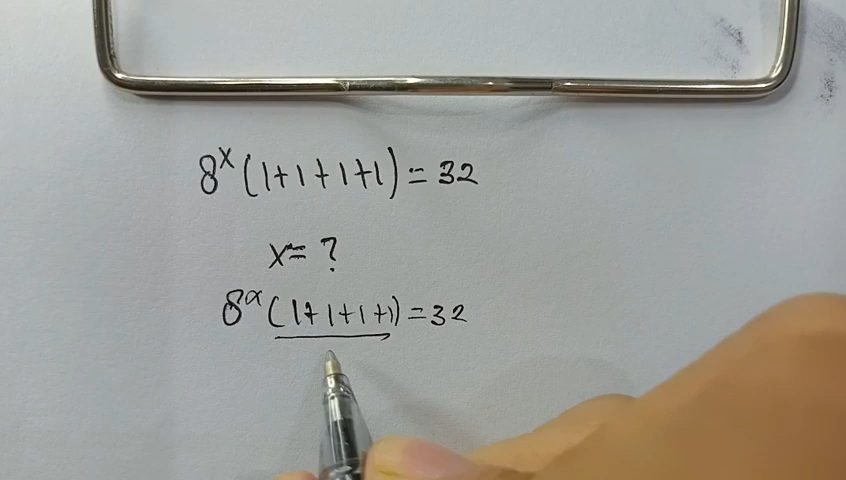 8^x (1+1+1+1) = 32
x = ?
8^x (1+1+1+1) = 32